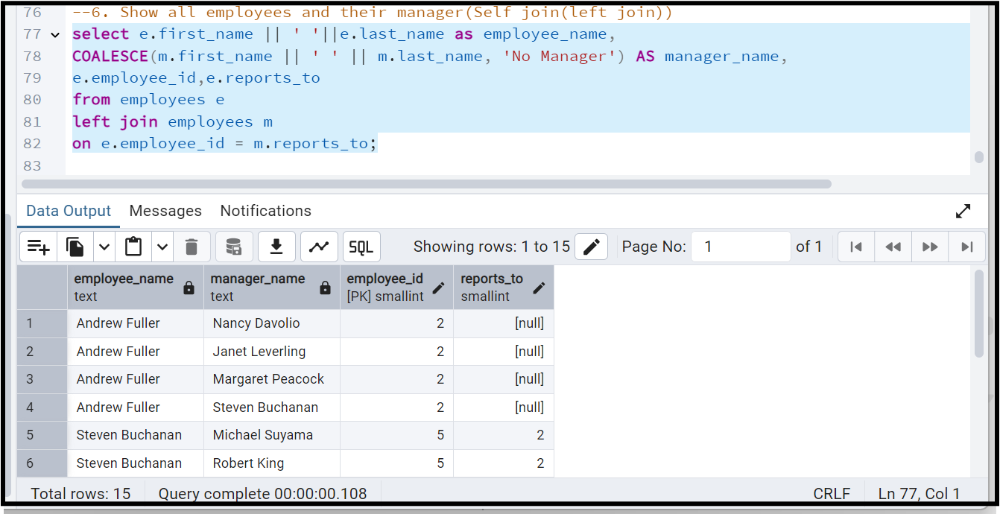 76 --6. Show all employees and their manager(Self join(left join))
77 select e.first_name || ' '||e.last_name as employee_name,
78 COALESCE(m.first_name || ' ' || m.last_name, 'No Manager') AS manager_name,
79 e.employee_id,e.reports_to
80 from employees e
81 left join employees m
82 on e.employee_id = m.reports_to;
83
Data Output Messages Notifications
SQL Showing rows: 1 to 15 Page No: 1 of 1
employee_name manager_name employee_id reports_to
text text [PK] smallint smallint
1 Andrew Fuller Nancy Davolio 2 [null]
2 Andrew Fuller Janet Leverling 2 [null]
3 Andrew Fuller Margaret Peacock 2 [null]
4 Andrew Fuller Steven Buchanan 2 [null]
5 Steven Buchanan Michael Suyama 5 2
6 Steven Buchanan Robert King 5 2
Total rows: 15 Query complete 00:00:00.108 CRLF Ln 77, Col 1